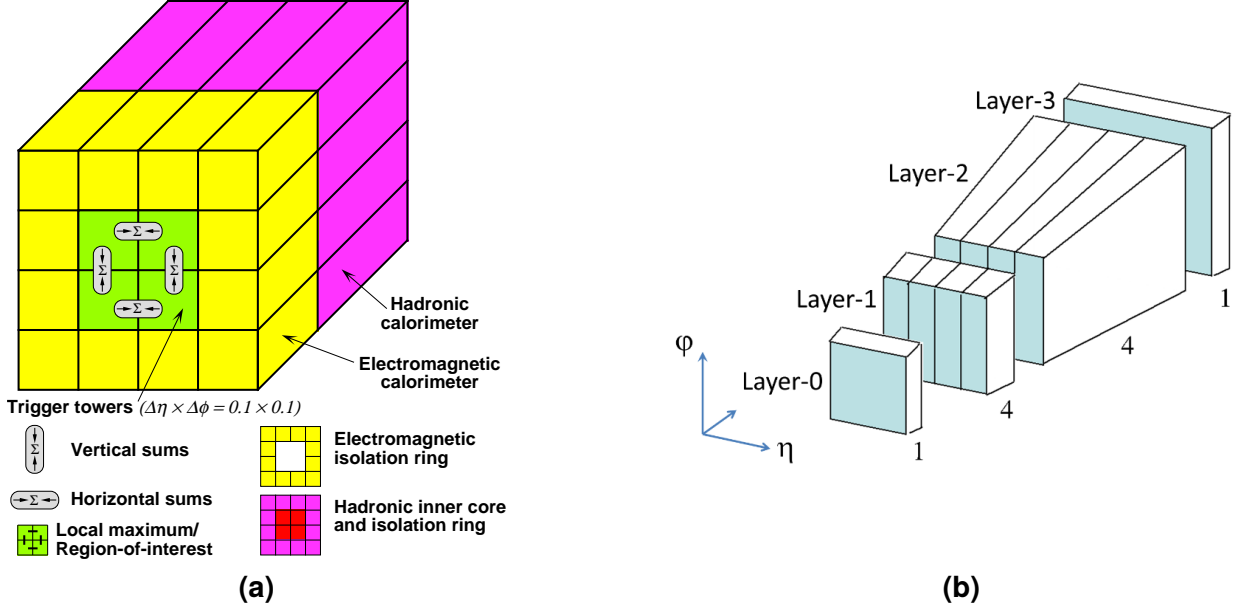 Hadronic
calorimeter
Electromagnetic
calorimeter
Σ
Σ
Σ
Σ
Trigger towers (Δη × Δϕ = 0.1 × 0.1)
Σ
Vertical sums
Σ
Horizontal sums
Local maximum/
Region-of-interest
Electromagnetic
isolation ring
Hadronic inner core
and isolation ring
(a)
Layer-3
Layer-2
Layer-1
Layer-0
φ
η
1
4
4
1
(b)